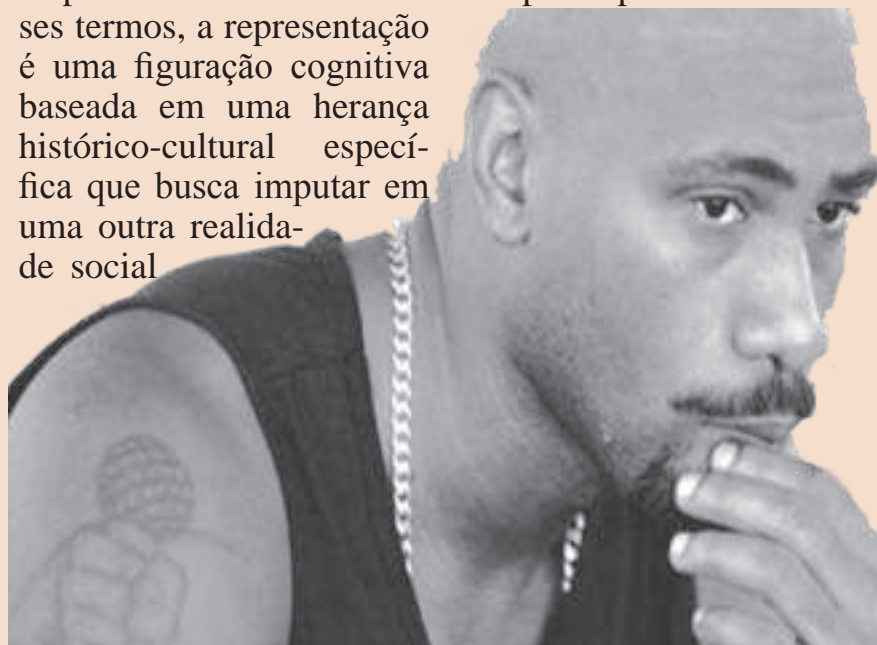 ses termos, a representação
é uma figuração cognitiva
baseada em uma herança
histórico-cultural especí-
fica que busca imputar em
uma outra realida-
de social